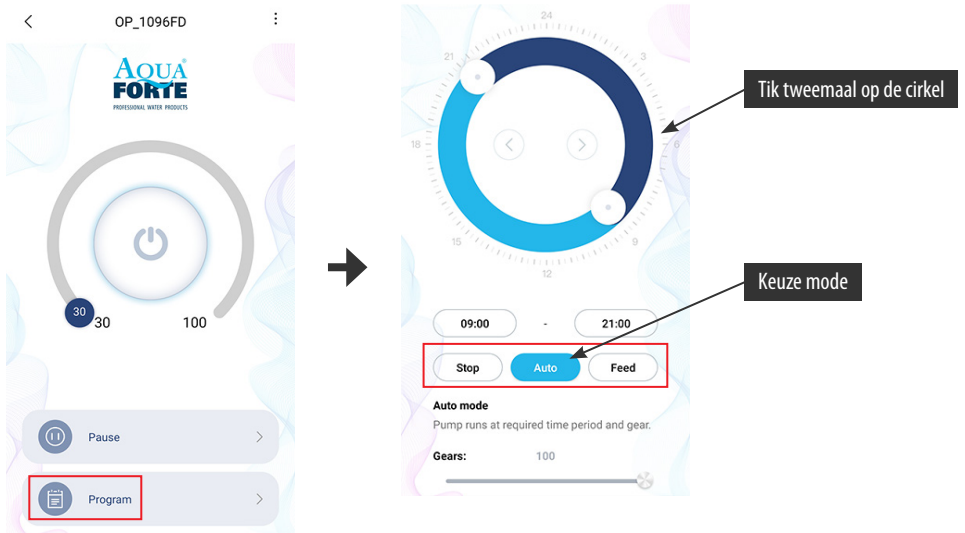 OP_1096FD
AQUA
FORTE
PROFESSIONAL WATER PRODUCTS
30
30
100
Pause
Program
24
21
3
18
6
15
9
12
09:00 - 21:00
Stop Auto Feed
Auto mode
Pump runs at required time period and gear.
Gears: 100
Tik tweemaal op de cirkel
Keuze mode